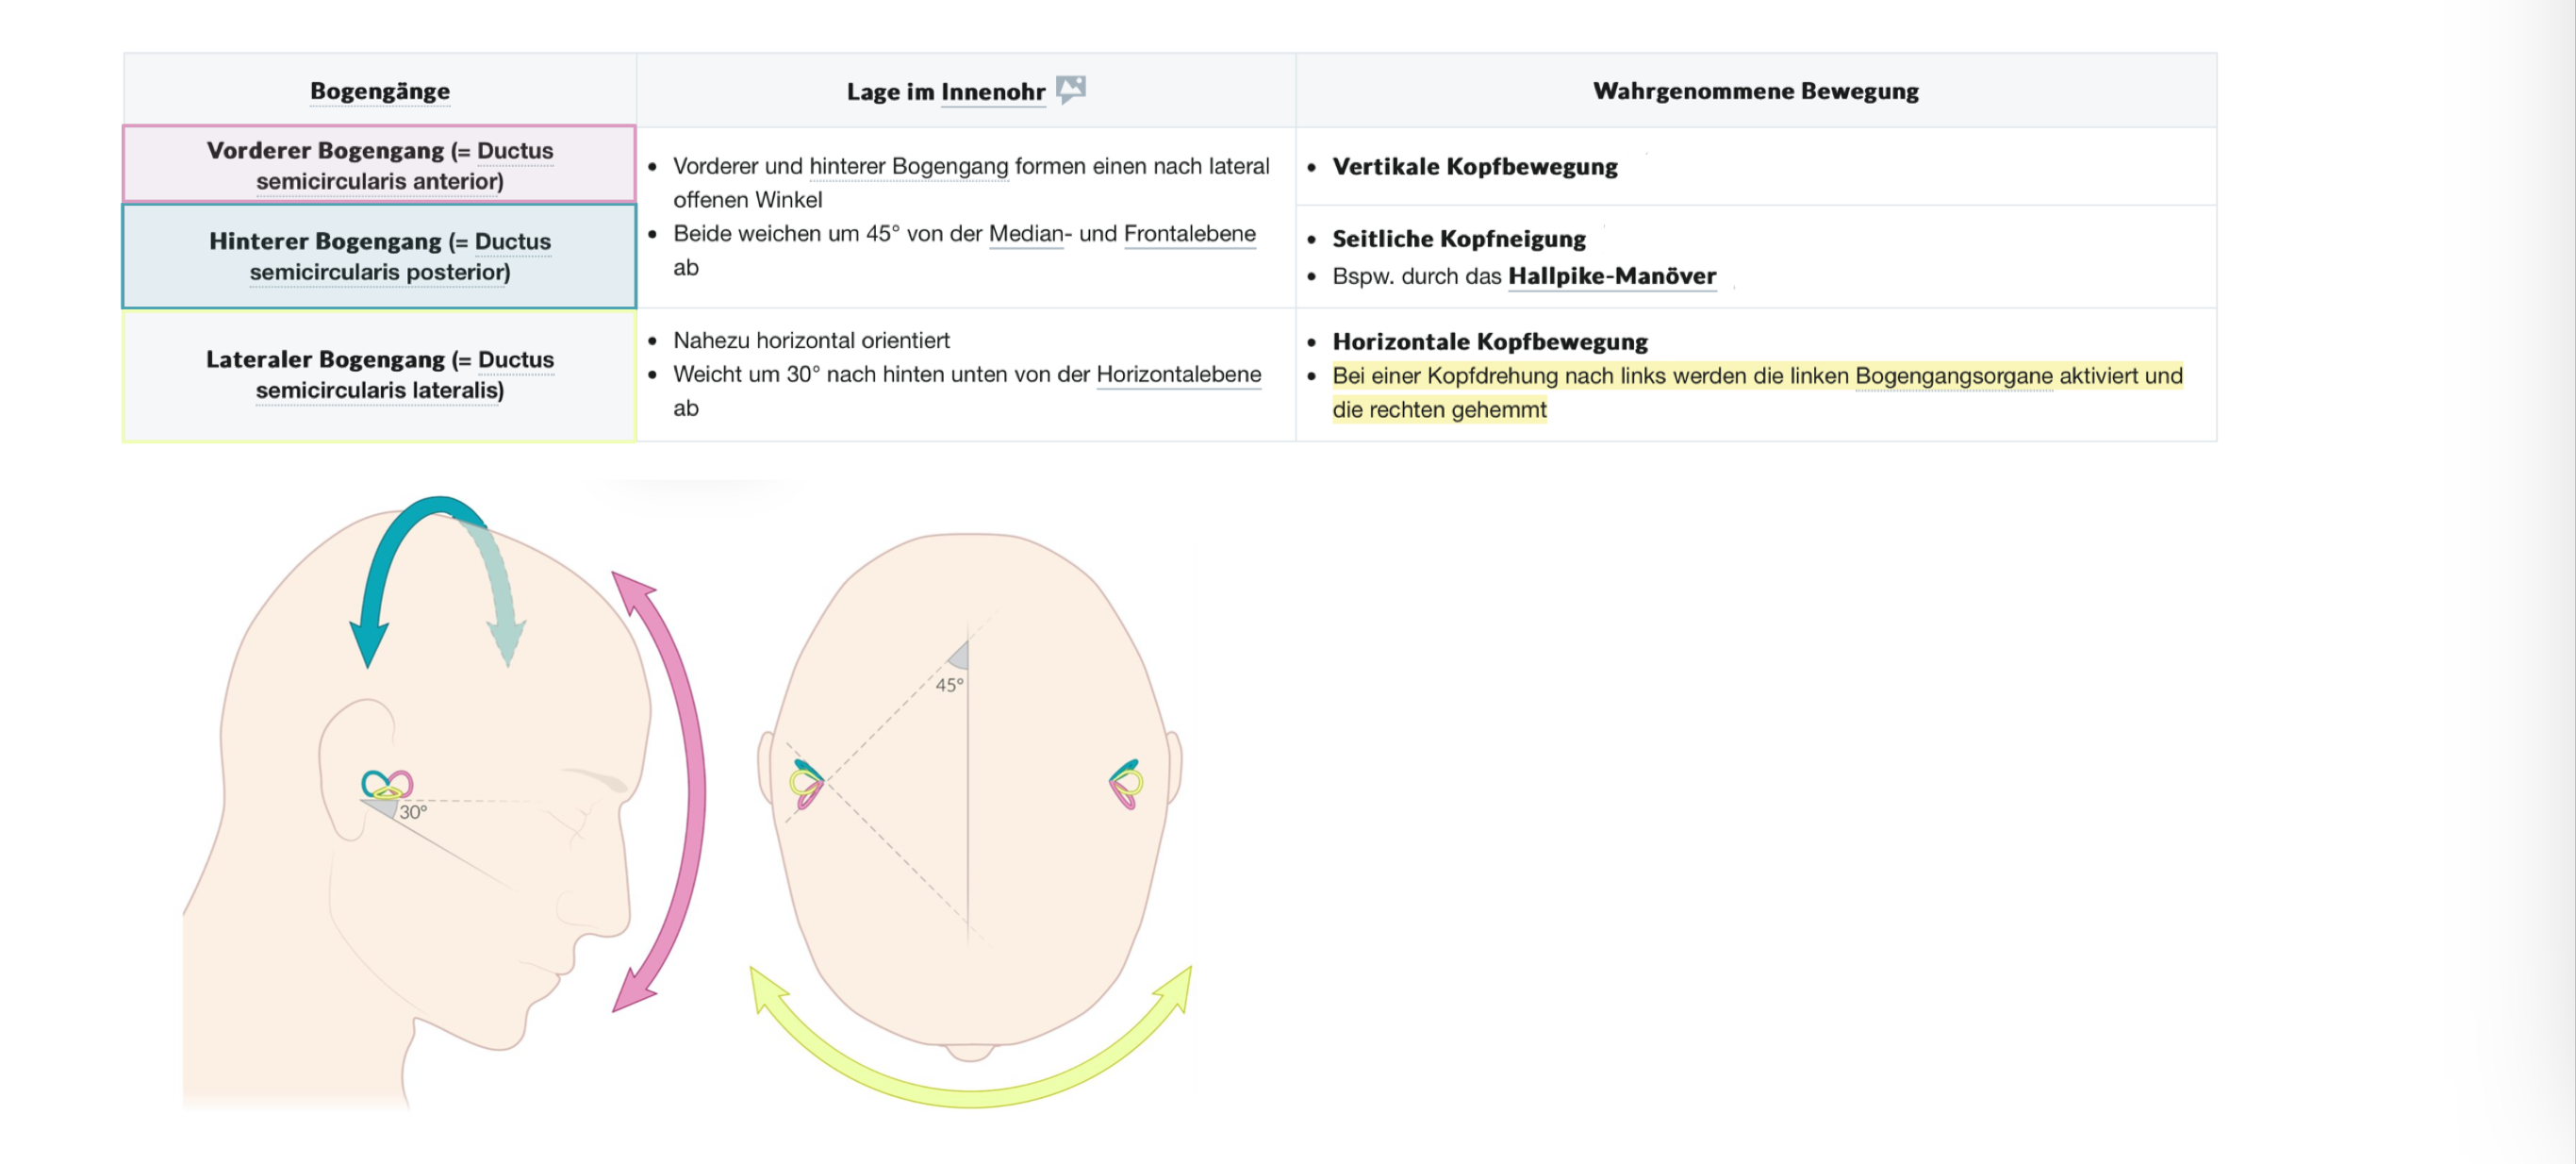 Bogengänge
Lage im Innenohr
Wahrgenommene Bewegung
Vorderer Bogengang (= Ductus
semicircularis anterior)
• Vorderer und hinterer Bogengang formen einen nach lateral
offenen Winkel
• Beide weichen um 45° von der Median- und Frontalebene
ab
• Vertikale Kopfbewegung
Hinterer Bogengang (= Ductus
semicircularis posterior)
• Seitliche Kopfneigung
• Bspw. durch das Hallpike-Manöver
Lateraler Bogengang (= Ductus
semicircularis lateralis)
• Nahezu horizontal orientiert
• Weicht um 30° nach hinten unten von der Horizontalebene
ab
• Horizontale Kopfbewegung
• Bei einer Kopfdrehung nach links werden die linken Bogengangsorgane aktiviert und
die rechten gehemmt
30°
45°